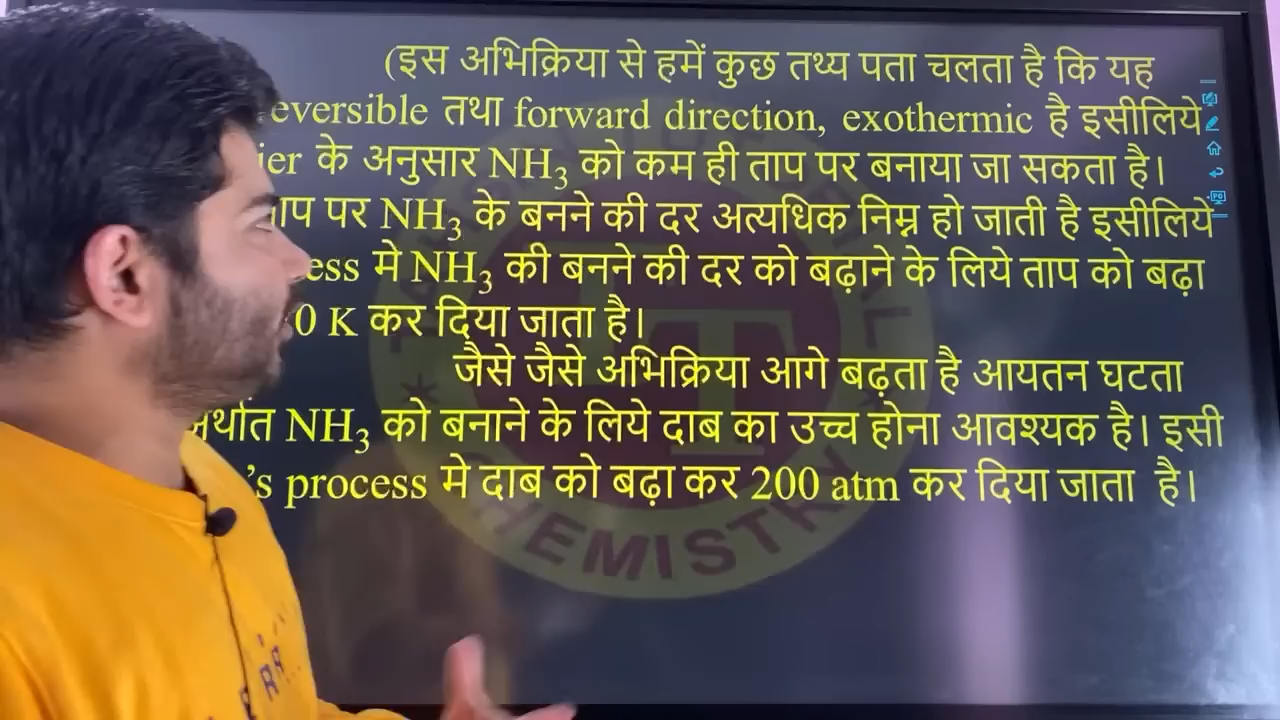 (इस अभिक्रिया से हमें कुछ तथ्य पता चलता है कि यह
eversible तथा forward direction, exothermic है इसीलिये
ier के अनुसार NH₃ को कम ही ताप पर बनाया जा सकता है।
ताप पर NH₃ के बनने की दर अत्यधिक निम्न हो जाती है इसीलिये
ess मे NH₃ की बनने की दर को बढ़ाने के लिये ताप को बढ़ा
0 K कर दिया जाता है।
जैसे जैसे अभिक्रिया आगे बढ़ता है आयतन घटता
अर्थात NH₃ को बनाने के लिये दाब का उच्च होना आवश्यक है। इसी
's process मे दाब को बढ़ा कर 200 atm कर दिया जाता है।
T
CHEMISTRY